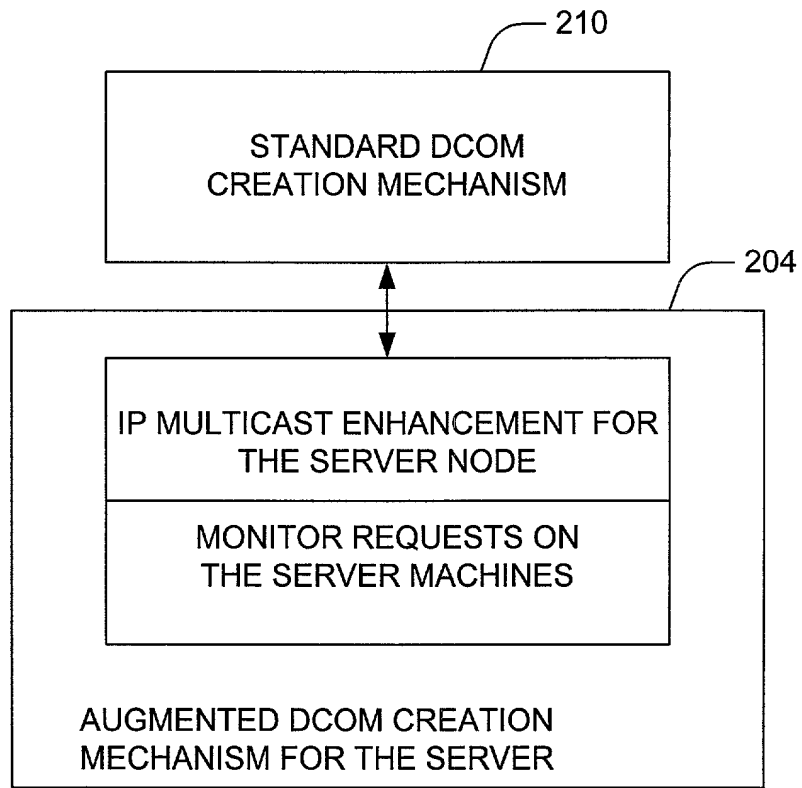 210
STANDARD DCOM
CREATION MECHANISM
204
IP MULTICAST ENHANCEMENT FOR
THE SERVER NODE
MONITOR REQUESTS ON
THE SERVER MACHINES
AUGMENTED DCOM CREATION
MECHANISM FOR THE SERVER